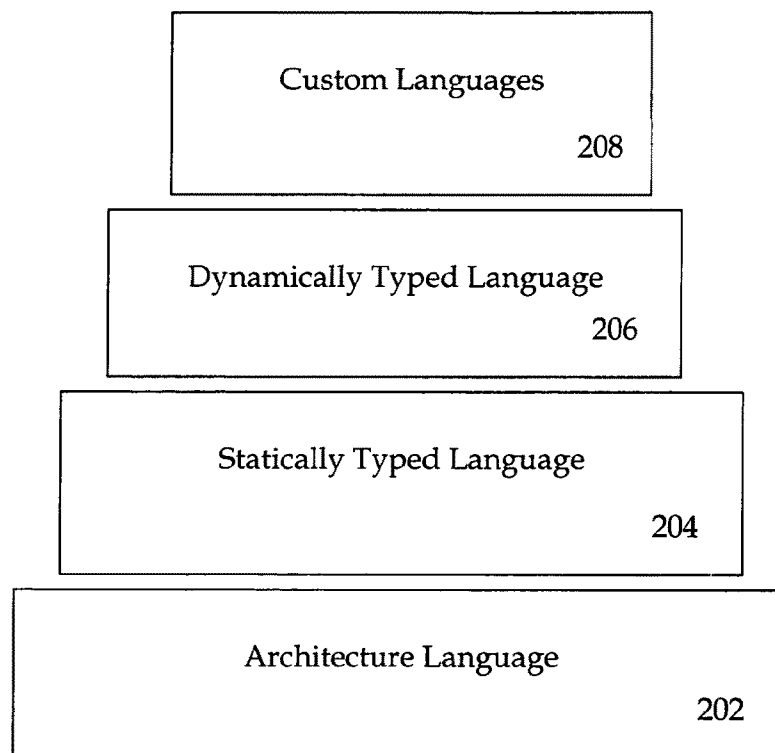 Custom Languages
208
Dynamically Typed Language
206
Statically Typed Language
204
Architecture Language
202